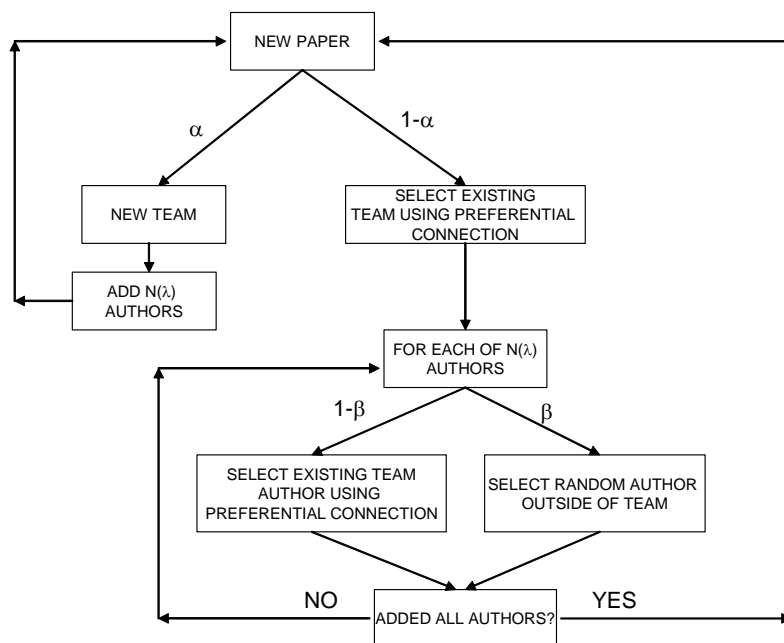 NEW PAPER
α
1-α
NEW TEAM
SELECT EXISTING
TEAM USING PREFERENTIAL
CONNECTION
ADD N(λ)
AUTHORS
FOR EACH OF N(λ)
AUTHORS
1-β
β
SELECT EXISTING TEAM
AUTHOR USING
PREFERENTIAL CONNECTION
SELECT RANDOM AUTHOR
OUTSIDE OF TEAM
NO
ADDED ALL AUTHORS?
YES